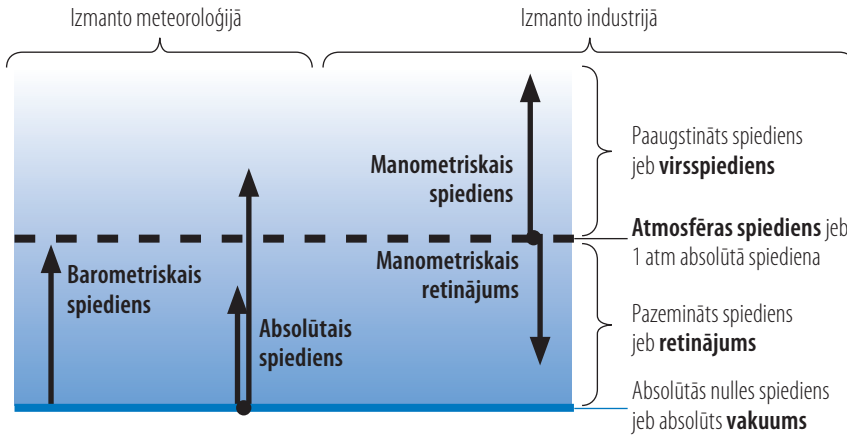 Izmanto meteoroloģijā
Izmanto industrijā
Manometriskais
spiediens
Paaugstināts spiediens
jeb virsspiediens
Atmosfēras spiediens jeb
1 atm absolūtā spiediena
Barometriskais
spiediens
Manometriskais
retinājums
Absolūtais
spiediens
Pazemināts spiediens
jeb retinājums
Absolūtās nulles spiediens
jeb absolūts vakuums